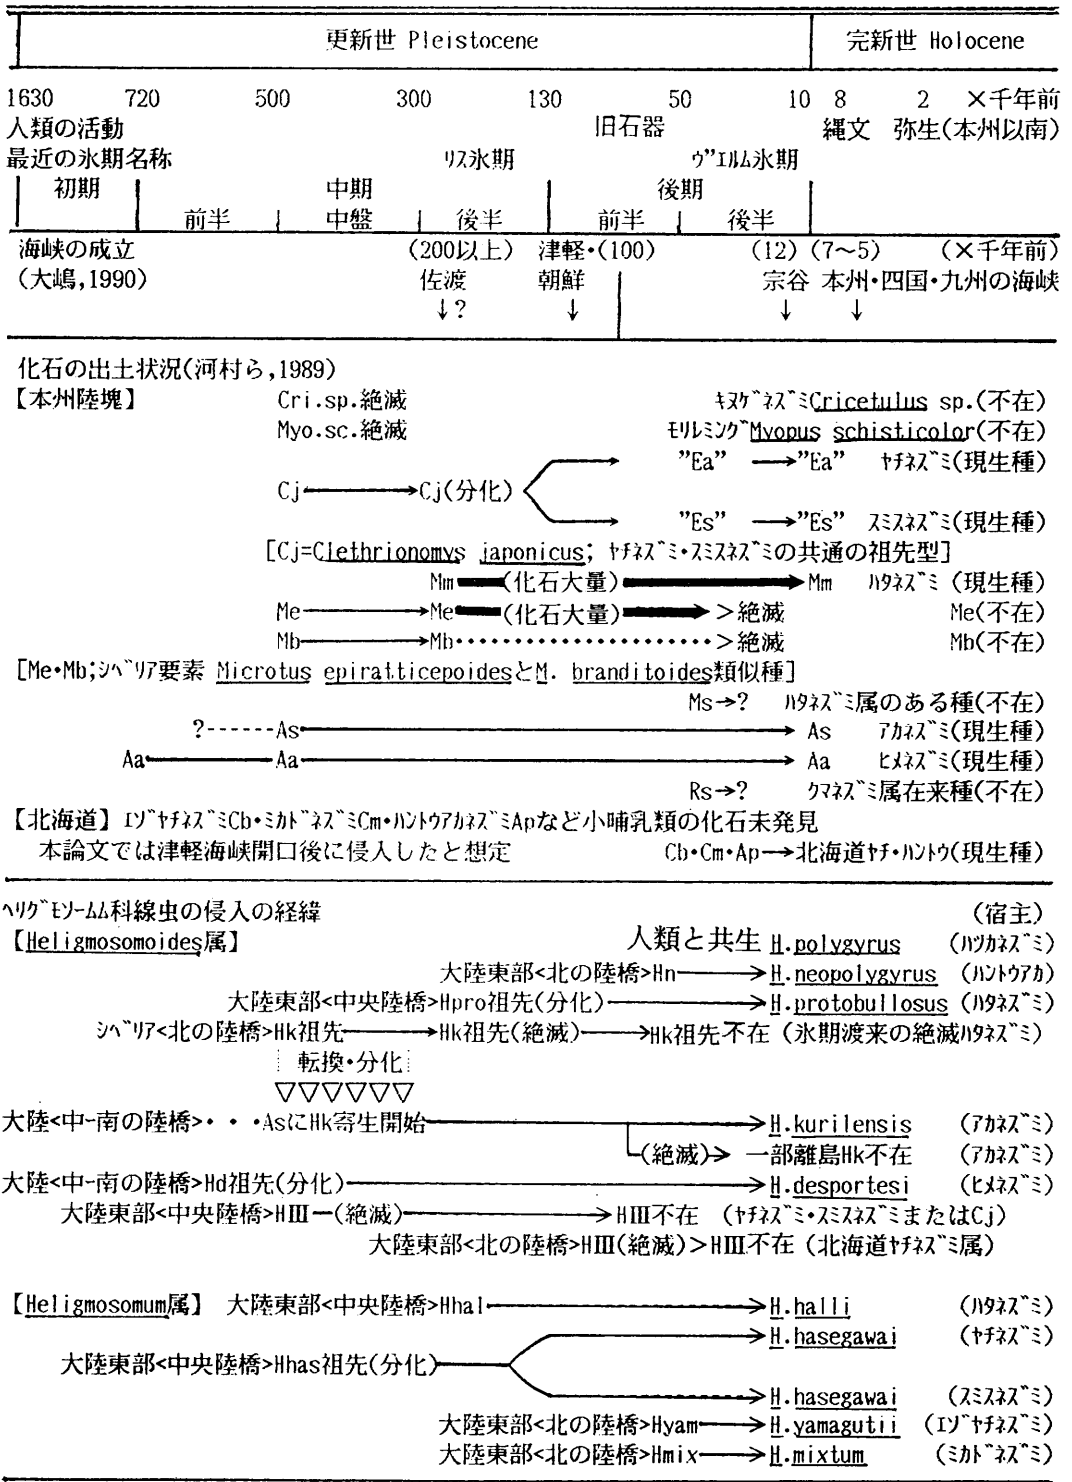 更新世 Pleistocene 完新世 Holocene
1630 720 500 300 130 50 10 8 2 ×千年前
人類の活動 旧石器 縄文 弥生(本州以南)
最近の氷期名称 ﾘｽ氷期 ｳ"ｴﾙﾑ氷期
初期 中期 後期
前半 中盤 後半 前半 後半
海峡の成立 (200以上) 津軽・(100) (12) (7～5) (×千年前)
(大嶋,1990) 佐渡 朝鮮 宗谷 本州・四国・九州の海峡
↓? ↓ ↓ ↓
化石の出土状況(河村ら,1989)
【本州陸塊】 Cri.sp.絶滅 ｷﾇｹﾞﾈｽﾞﾐCricetulus sp.(不在)
Myo.sc.絶滅 ﾓﾘﾚﾐﾝｸﾞMyopus schisticolor(不在)
"Ea" →"Ea" ﾔﾁﾈｽﾞﾐ(現生種)
Cj→Cj(分化)
"Es" →"Es" ｽﾐｽﾈｽﾞﾐ(現生種)
[Cj=Clethrionomys japonicus; ﾔﾁﾈｽﾞﾐ・ｽﾐｽﾈｽﾞﾐの共通の祖先型]
Mm(化石大量)→Mm ﾊﾀﾈｽﾞﾐ (現生種)
Me→Me(化石大量)→＞絶滅 Me(不在)
Mb→Mb‥‥‥‥‥＞絶滅 Mb(不在)
[Me・Mb;ｼﾍﾞﾘｱ要素 Microtus epiratticepoidesとM. branditoides類似種]
Ms→? ﾊﾀﾈｽﾞﾐ属のある種(不在)
?------As→ As ｱｶﾈｽﾞﾐ(現生種)
Aa―Aa→ Aa ﾋﾒﾈｽﾞﾐ(現生種)
Rs→? ｸﾏﾈｽﾞﾐ属在来種(不在)
【北海道】ｴｿﾞﾔﾁﾈｽﾞﾐCb・ﾐｶﾄﾞﾈｽﾞﾐCm・ﾊﾝﾄｳｱｶﾈｽﾞﾐApなど小哺乳類の化石未発見
本論文では津軽海峡開口後に侵入したと想定 Cb・Cm・Ap→北海道ﾔﾁ・ﾊﾝﾄｳ(現生種)
ﾍﾘｸﾞﾓｿｰﾑﾑ科線虫の侵入の経緯 (宿主)
【Heligmosomoides属】 人類と共生 H.polygyrus (ﾊﾂｶﾈｽﾞﾐ)
大陸東部<北の陸橋>Hn→H.neopolygyrus (ﾊﾝﾄｳｱｶ)
大陸東部<中央陸橋>Hpro祖先(分化)→H.protobullosus (ﾊﾀﾈｽﾞﾐ)
ｼﾍﾞﾘｱ<北の陸橋>Hk祖先→Hk祖先(絶滅)→Hk祖先不在 (氷期渡来の絶滅ﾊﾀﾈｽﾞﾐ)
転換・分化
▽▽▽▽▽▽
大陸<中-南の陸橋>・・・AsにHk寄生開始→H.kurilensis (ｱｶﾈｽﾞﾐ)
(絶滅)→ 一部離島Hk不在 (ｱｶﾈｽﾞﾐ)
大陸<中-南の陸橋>Hd祖先(分化)→H.desportesi (ﾋﾒﾈｽﾞﾐ)
大陸東部<中央陸橋>HⅢ―(絶滅)→HⅢ不在 (ﾔﾁﾈｽﾞﾐ・ｽﾐｽﾈｽﾞﾐまたはCj)
大陸東部<北の陸橋>HⅢ(絶滅)＞HⅢ不在 (北海道ﾔﾁﾈｽﾞﾐ属)
【Heligmosomum属】 大陸東部<中央陸橋>Hhal→H.halli (ﾊﾀﾈｽﾞﾐ)
H.hasegawai (ﾔﾁﾈｽﾞﾐ)
大陸東部<中央陸橋>Hhas祖先(分化)
H.hasegawai (ｽﾐｽﾈｽﾞﾐ)
大陸東部<北の陸橋>Hyam→H.yamagutii (ｴｿﾞﾔﾁﾈｽﾞﾐ)
大陸東部<北の陸橋>Hmix→H.mixtum (ﾐｶﾄﾞﾈｽﾞﾐ)